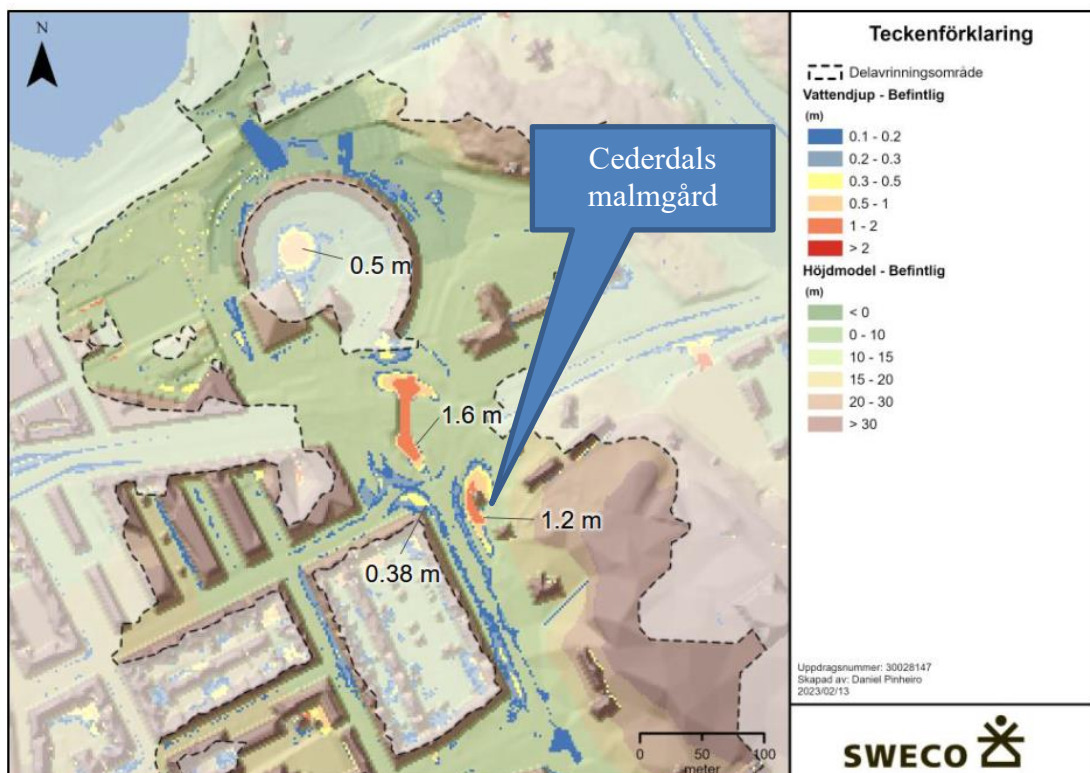 N
Cederdals
malmgård
0.5 m
1.6 m
1.2 m
0.38 m
0 50 100
meter
Teckenförklaring
Delavrinningsområde
Vattendjup - Befintlig
(m)
0.1 - 0.2
0.2 - 0.3
0.3 - 0.5
0.5 - 1
1 - 2
> 2
Höjdmodel - Befintlig
(m)
< 0
0 - 10
10 - 15
15 - 20
20 - 30
> 30
Uppdragsnummer: 30028147
Skapad av: Daniel Pinheiro
2023/02/13
SWECO